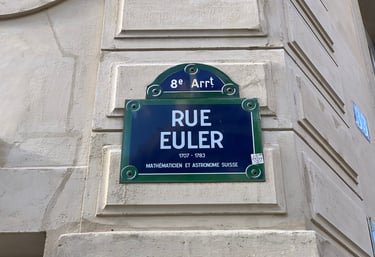 8e Arrt
RUE
EULER
1707 - 1783
MATHÉMATICIEN ET ASTRONOME SUISSE